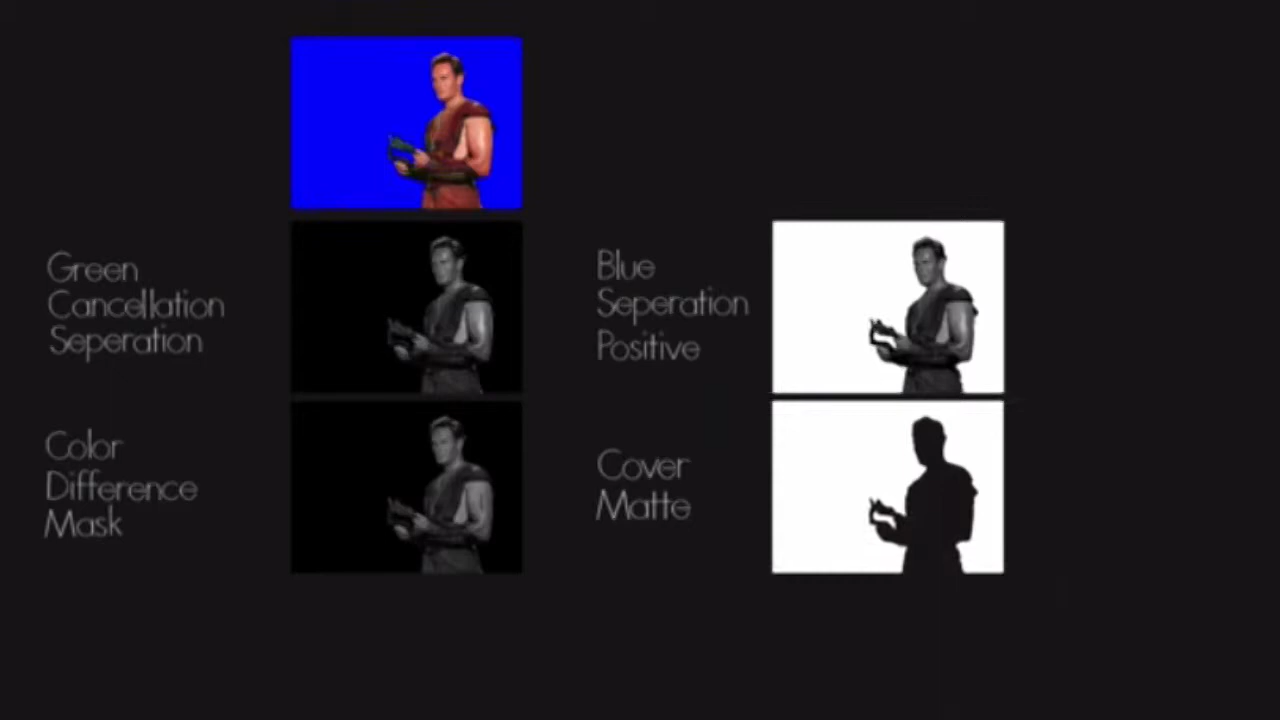 Green
Cancellation
Seperation
Blue
Seperation
Positive
Color
Difference
Mask
Cover
Matte